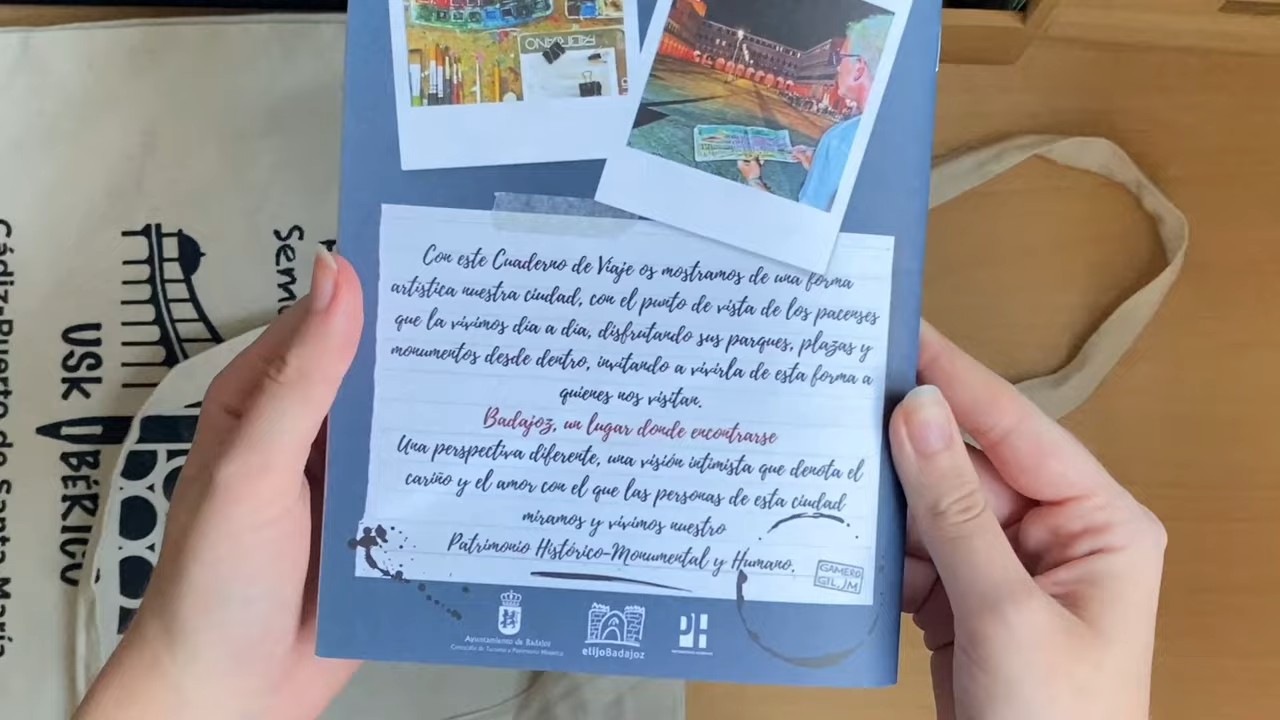 Con este Cuaderno de Viaje os mostramos de una forma
artística nuestra ciudad, con el punto de vista de los pacenses
que la vivimos dia a dia, disfrutando sus parques, plazas y
monumentos desde dentro, invitando a vivirla de esta forma a
quienes nos visitan.
Badajoz, un lugar donde encontrarse
Una perspectiva diferente, una visión intimista que denota el
cariño y el amor con el que las personas de esta ciudad
miramos y vivimos nuestro
Patrimonio Histórico-Monumental y Humano.
GAMERO
GIL, JM
Ayuntamiento de Badajoz
elijoBadajoz
PH
USK IBÉRICO
Cádiz-Puerto de Santa María